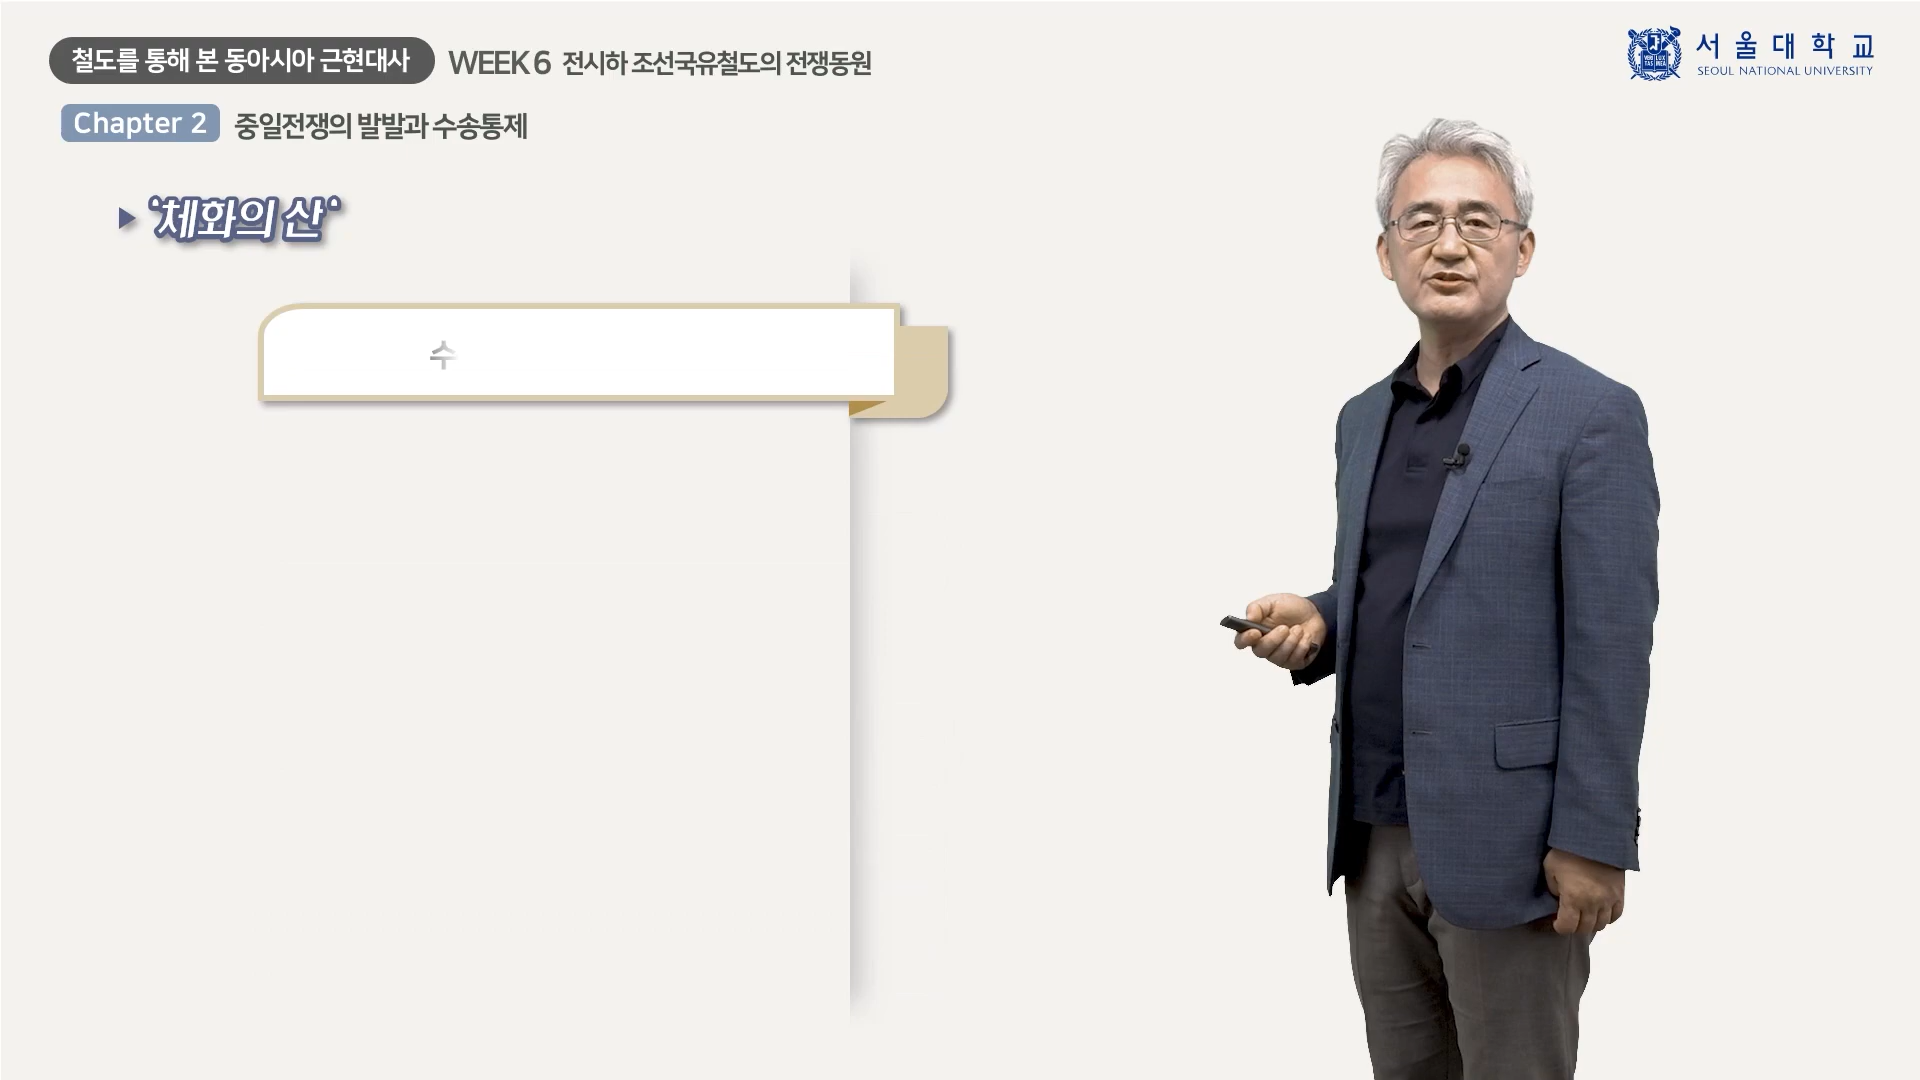 철도를 통해 본 동아시아 근현대사 WEEK 6 전시하 조선국유철도의 전쟁동원
서울대학교
SEOUL NATIONAL UNIVERSITY
Chapter 2 중일전쟁의 발발과 수송통제
'체화의 산'
수